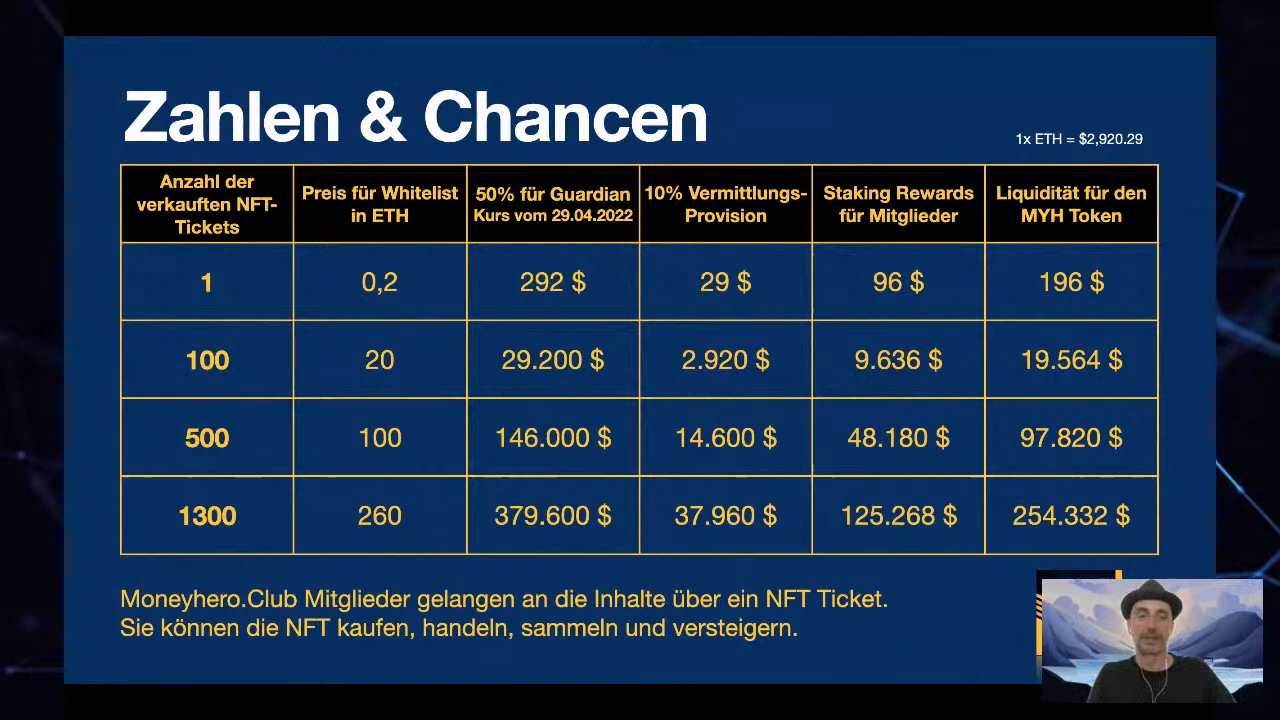 Zahlen & Chancen
1x ETH = $2,920.29
Anzahl der
verkauften NFT-
Tickets
Preis für Whitelist
in ETH
50% für Guardian
Kurs vom 29.04.2022
10% Vermittlungs-
Provision
Staking Rewards
für Mitglieder
Liquidität für den
MYH Token
1 0,2 292 $ 29 $ 96 $ 196 $
100 20 29.200 $ 2.920 $ 9.636 $ 19.564 $
500 100 146.000 $ 14.600 $ 48.180 $ 97.820 $
1300 260 379.600 $ 37.960 $ 125.268 $ 254.332 $
Moneyhero.Club Mitglieder gelangen an die Inhalte über ein NFT Ticket.
Sie können die NFT kaufen, handeln, sammeln und versteigern.